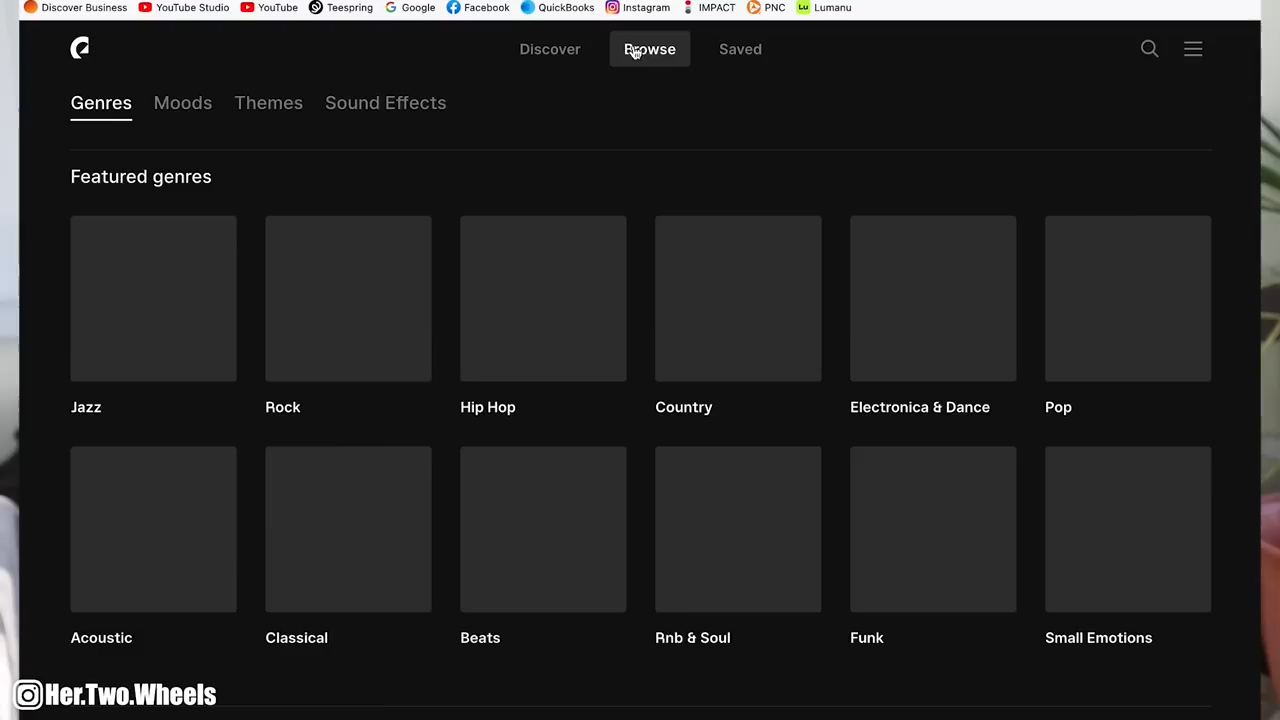 Discover Business YouTube Studio YouTube Teespring Google Facebook QuickBooks Instagram IMPACT PNC Lu Lumanu
Discover Browse Saved
Genres Moods Themes Sound Effects
Featured genres
Jazz Rock Hip Hop Country Electronica & Dance Pop
Acoustic Classical Beats Rnb & Soul Funk Small Emotions
Her.Two.Wheels